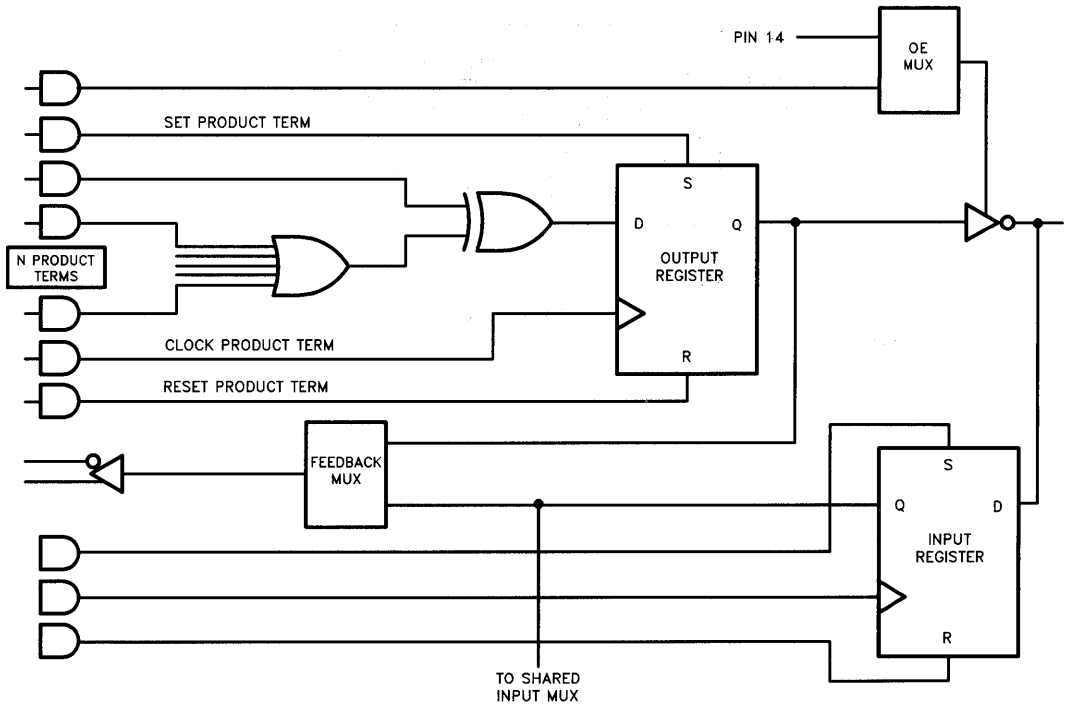 PIN 14
OE
MUX
SET PRODUCT TERM
S
D
Q
OUTPUT
REGISTER
N PRODUCT
TERMS
CLOCK PRODUCT TERM
R
RESET PRODUCT TERM
FEEDBACK
MUX
S
Q
D
INPUT
REGISTER
R
TO SHARED
INPUT MUX